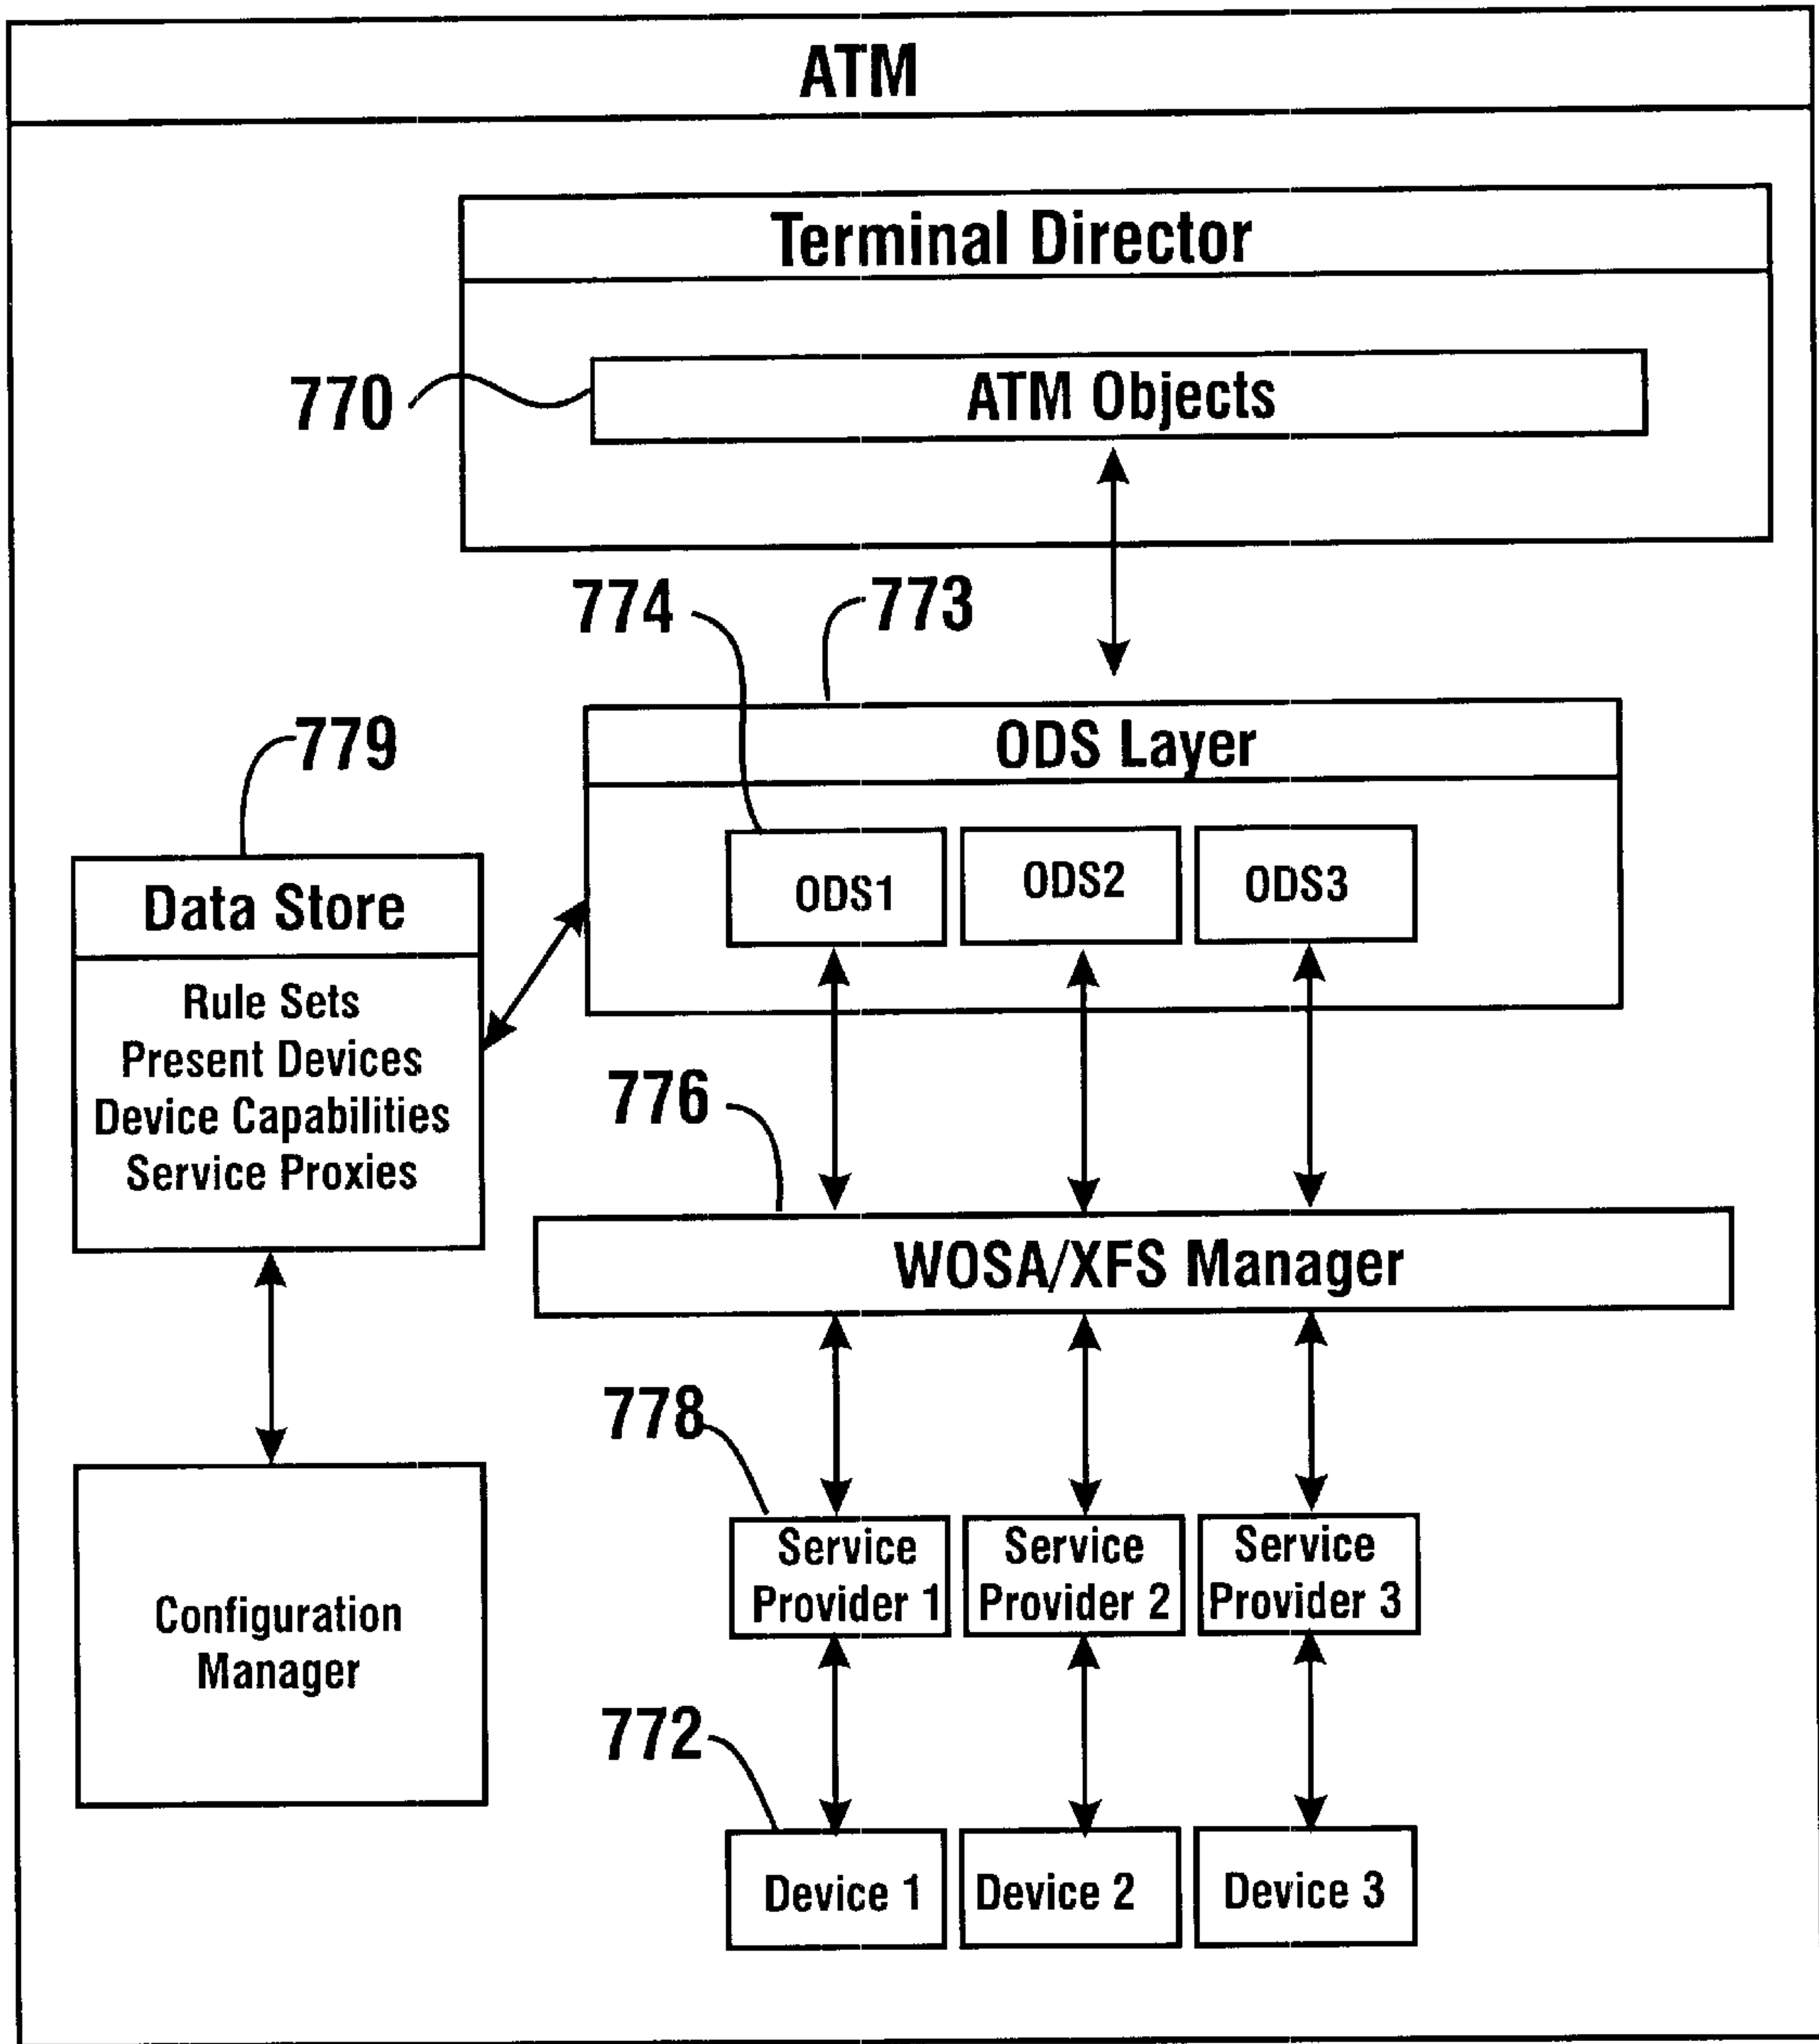 ATM
Terminal Director
770
ATM Objects
774
773
779
ODS Layer
ODS1
ODS2
ODS3
Data Store
Rule Sets
Present Devices
Device Capabilities
Service Proxies
776
WOSA/XFS Manager
778
Service
Provider 1
Service
Provider 2
Service
Provider 3
Configuration
Manager
772
Device 1
Device 2
Device 3